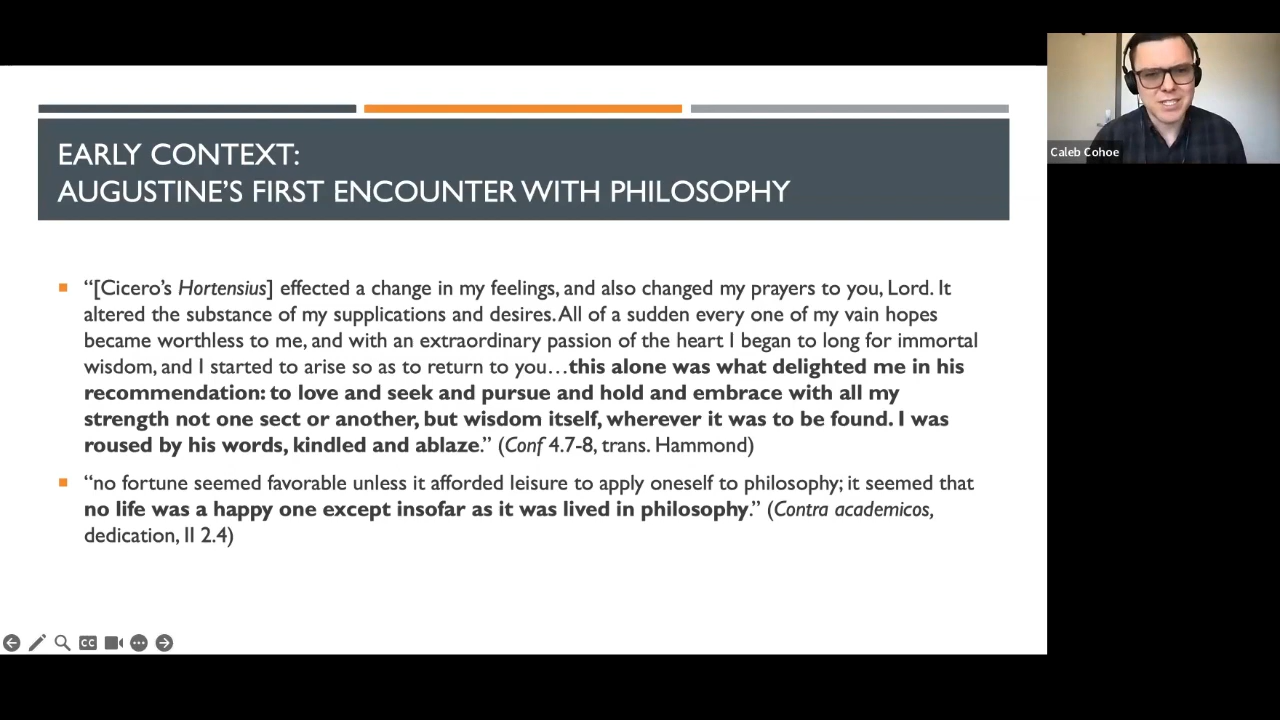 EARLY CONTEXT:
AUGUSTINE'S FIRST ENCOUNTER WITH PHILOSOPHY
“[Cicero's Hortensius] effected a change in my feelings, and also changed my prayers to you, Lord. It
altered the substance of my supplications and desires. All of a sudden every one of my vain hopes
became worthless to me, and with an extraordinary passion of the heart I began to long for immortal
wisdom, and I started to arise so as to return to you…this alone was what delighted me in his
recommendation: to love and seek and pursue and hold and embrace with all my
strength not one sect or another, but wisdom itself, wherever it was to be found. I was
roused by his words, kindled and ablaze.” (Conf 4.7-8, trans. Hammond)
“no fortune seemed favorable unless it afforded leisure to apply oneself to philosophy; it seemed that
no life was a happy one except insofar as it was lived in philosophy.” (Contra academicos,
dedication, II 2.4)
CC
Caleb Cohoe